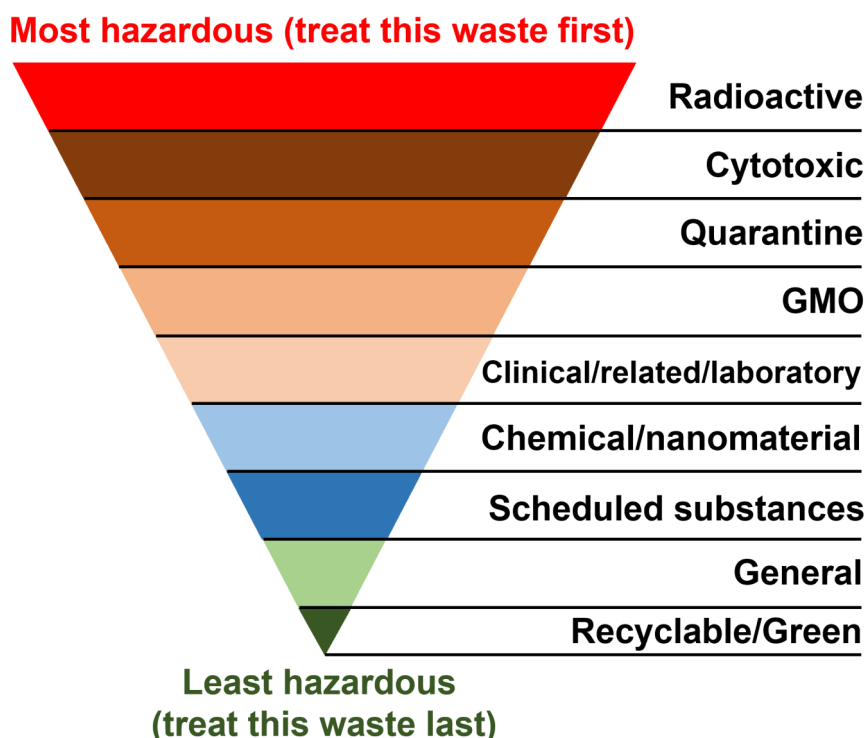 Most hazardous (treat this waste first)
Radioactive
Cytotoxic
Quarantine
GMO
Clinical/related/laboratory
Chemical/nanomaterial
Scheduled substances
General
Recyclable/Green
Least hazardous
(treat this waste last)